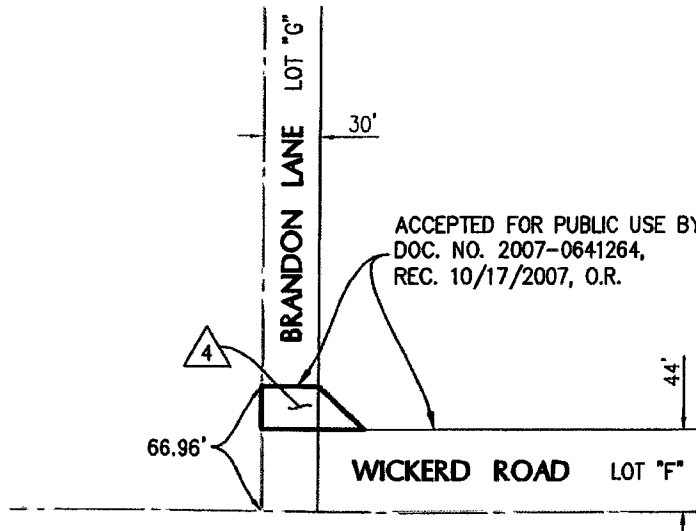 BRANDON LANE LOT "G"
30'
ACCEPTED FOR PUBLIC USE BY
DOC. NO. 2007-0641264,
REC. 10/17/2007, O.R.
4
44'
66.96'
WICKERD ROAD LOT "F"